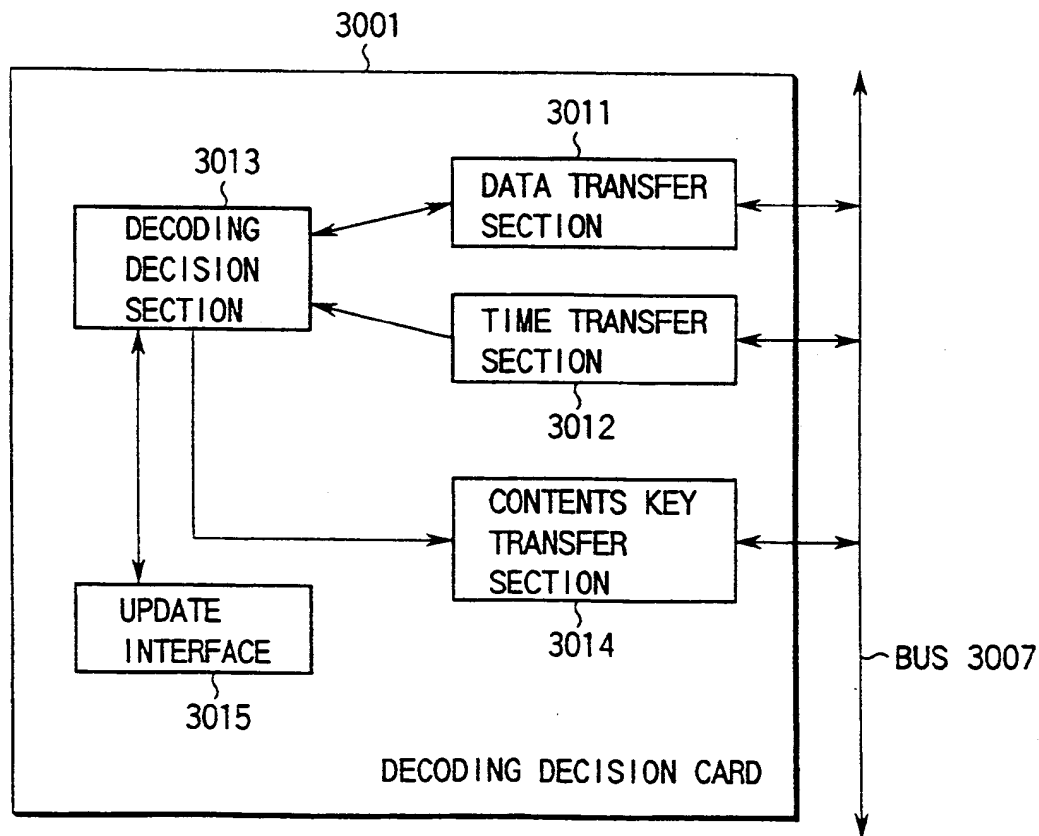 3001
3011
DATA TRANSFER
SECTION
3013
DECODING
DECISION
SECTION
TIME TRANSFER
SECTION
3012
CONTENTS KEY
TRANSFER
SECTION
3014
UPDATE
INTERFACE
3015
BUS 3007
DECODING DECISION CARD